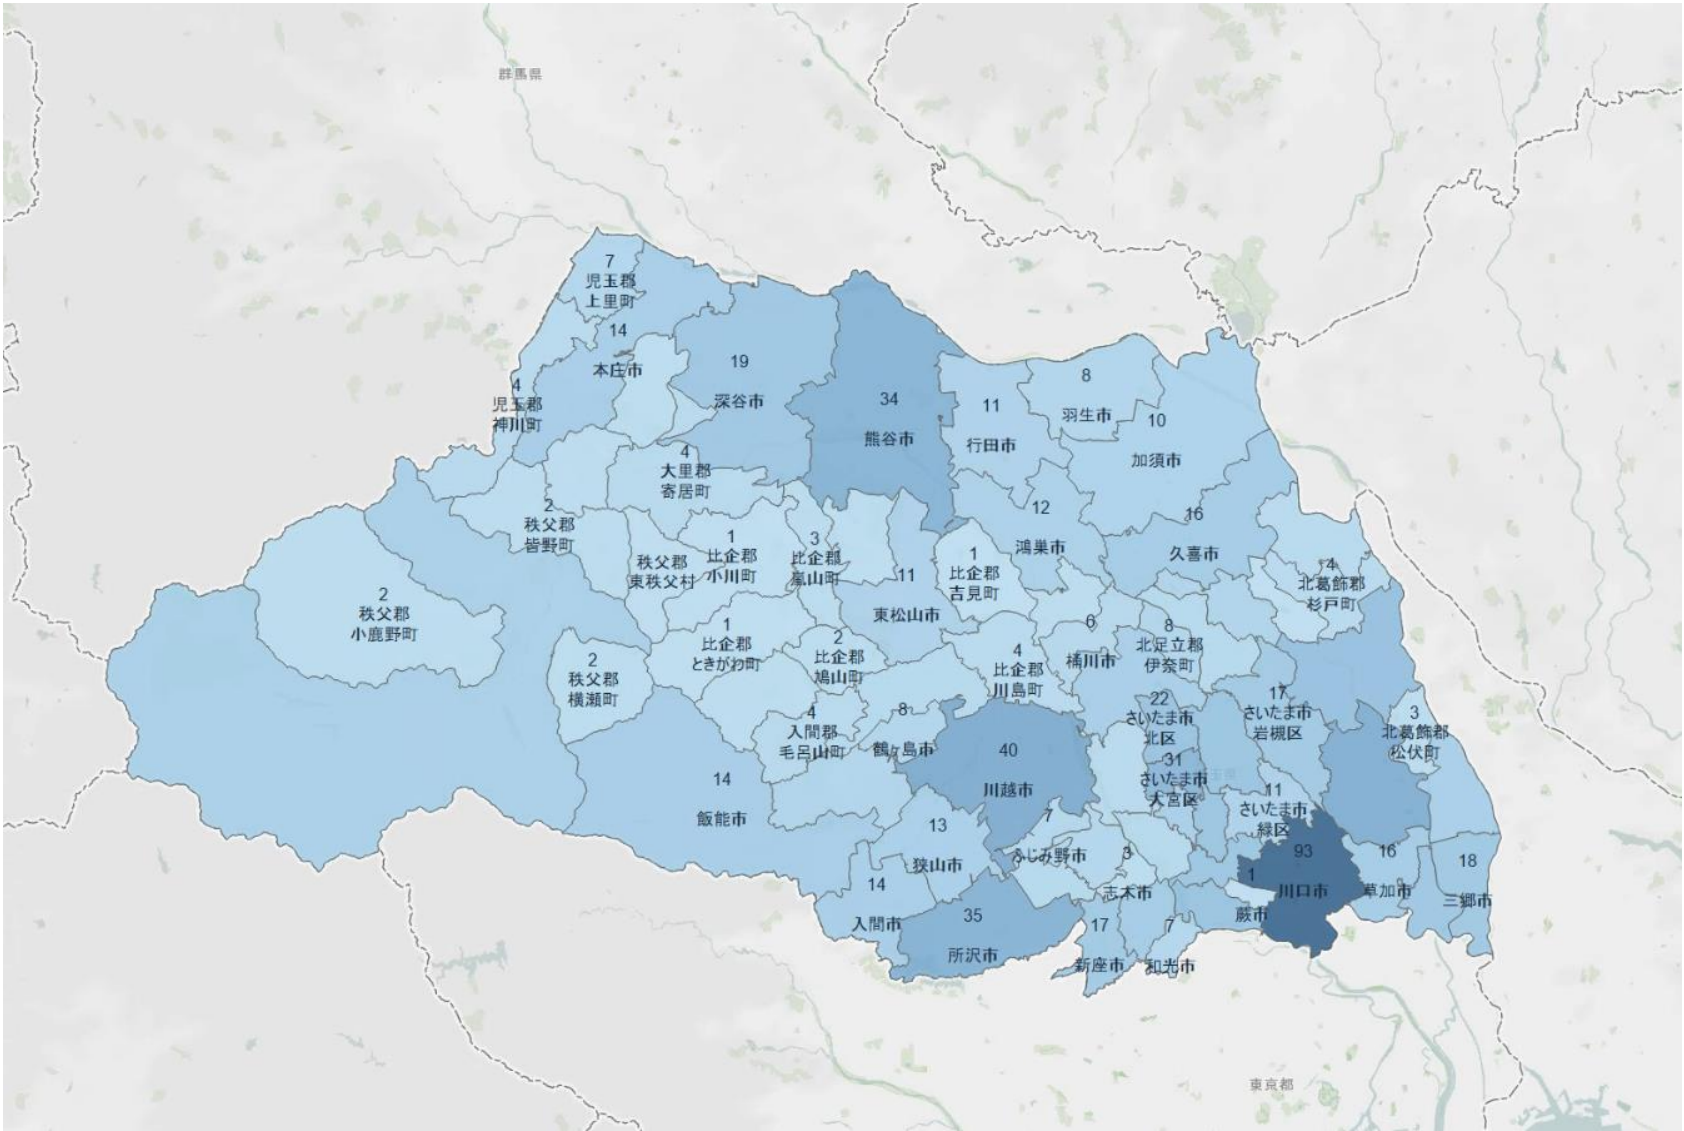 群馬県
7
児玉郡
上里町
14
本庄市
4
児玉郡
神川町
19
深谷市
34
熊谷市
11
行田市
8
羽生市
10
加須市
4
大里郡
寄居町
2
秩父郡
皆野町
12
鴻巣市
16
久喜市
秩父郡
東秩父村
1
比企郡
小川町
3
比企郡
嵐山町
11
東松山市
1
比企郡
吉見町
4
北葛飾郡
杉戸町
2
秩父郡
小鹿野町
1
比企郡
ときがわ町
2
比企郡
鳩山町
4
比企郡
川島町
6
桶川市
8
北足立郡
伊奈町
2
秩父郡
横瀬町
4
入間郡
毛呂山町
8
鶴ヶ島市
22
さいたま市
北区
17
さいたま市
岩槻区
3
北葛飾郡
松伏町
14
飯能市
40
川越市
31
さいたま市
大宮区
11
さいたま市
緑区
13
狭山市
7
ふじみ野市
3
志木市
93
川口市
1
蕨市
16
草加市
18
三郷市
14
入間市
35
所沢市
17
新座市
7
和光市
東京都